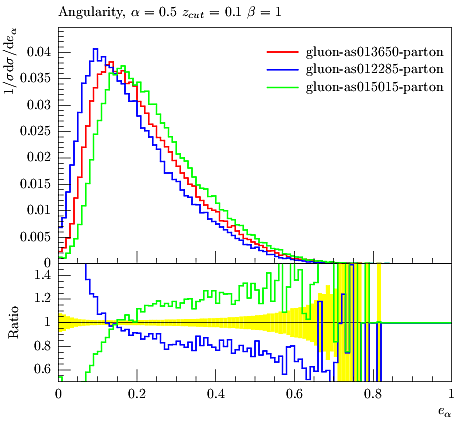 Angularity, α = 0.5 z_cut = 0.1 β = 1
1/σ dσ/de_α
0.04
0.035
0.03
0.025
0.02
0.015
0.01
0.005
0
gluon-as013650-parton
gluon-as012285-parton
gluon-as015015-parton
Ratio
1.4
1.2
1
0.8
0.6
0 0.2 0.4 0.6 0.8 1
e_α